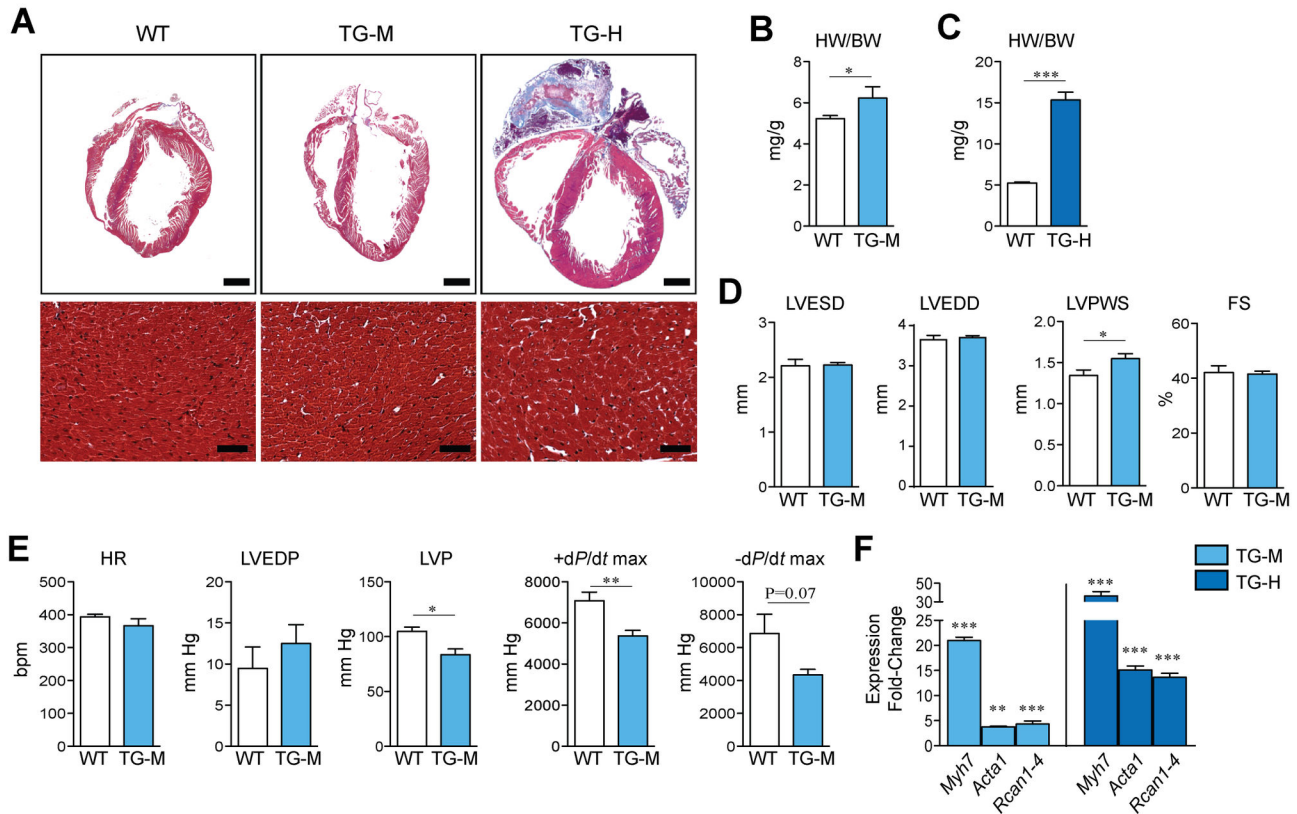 A
WT
TG-M
TG-H
B
HW/BW
*
mg/g
8
6
4
2
0
WT TG-M
C
HW/BW
***
mg/g
20
15
10
5
0
WT TG-H
D
LVESD
mm
3
2
1
0
WT TG-M
LVEDD
mm
4
3
2
1
0
WT TG-M
LVPWS
*
mm
2.0
1.5
1.0
0.5
0.0
WT TG-M
FS
%
60
40
20
0
WT TG-M
E
HR
bpm
500
400
300
200
100
0
WT TG-M
LVEDP
mm Hg
20
15
10
5
0
WT TG-M
LVP
*
mm Hg
150
100
50
0
WT TG-M
+dP/dt max
**
mm Hg
8000
6000
4000
2000
0
WT TG-M
-dP/dt max
P=0.07
mm Hg
10000
8000
6000
4000
2000
0
WT TG-M
F
TG-M
TG-H
Expression
Fold-Change
50
30
25
20
15
10
5
0
***
**
***
***
***
***
Myh7
Acta1
Rcan1-4
Myh7
Acta1
Rcan1-4